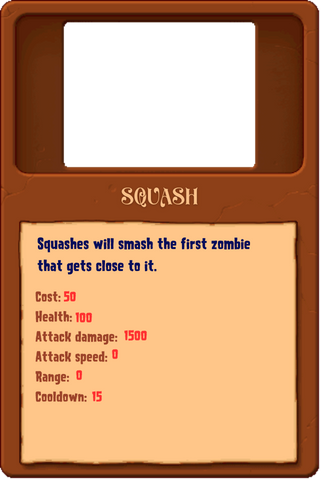 SQUASH
Squashes will smash the first zombie
that gets close to it.
Cost: 50
Health: 100
Attack damage: 1500
Attack speed: 0
Range: 0
Cooldown: 15